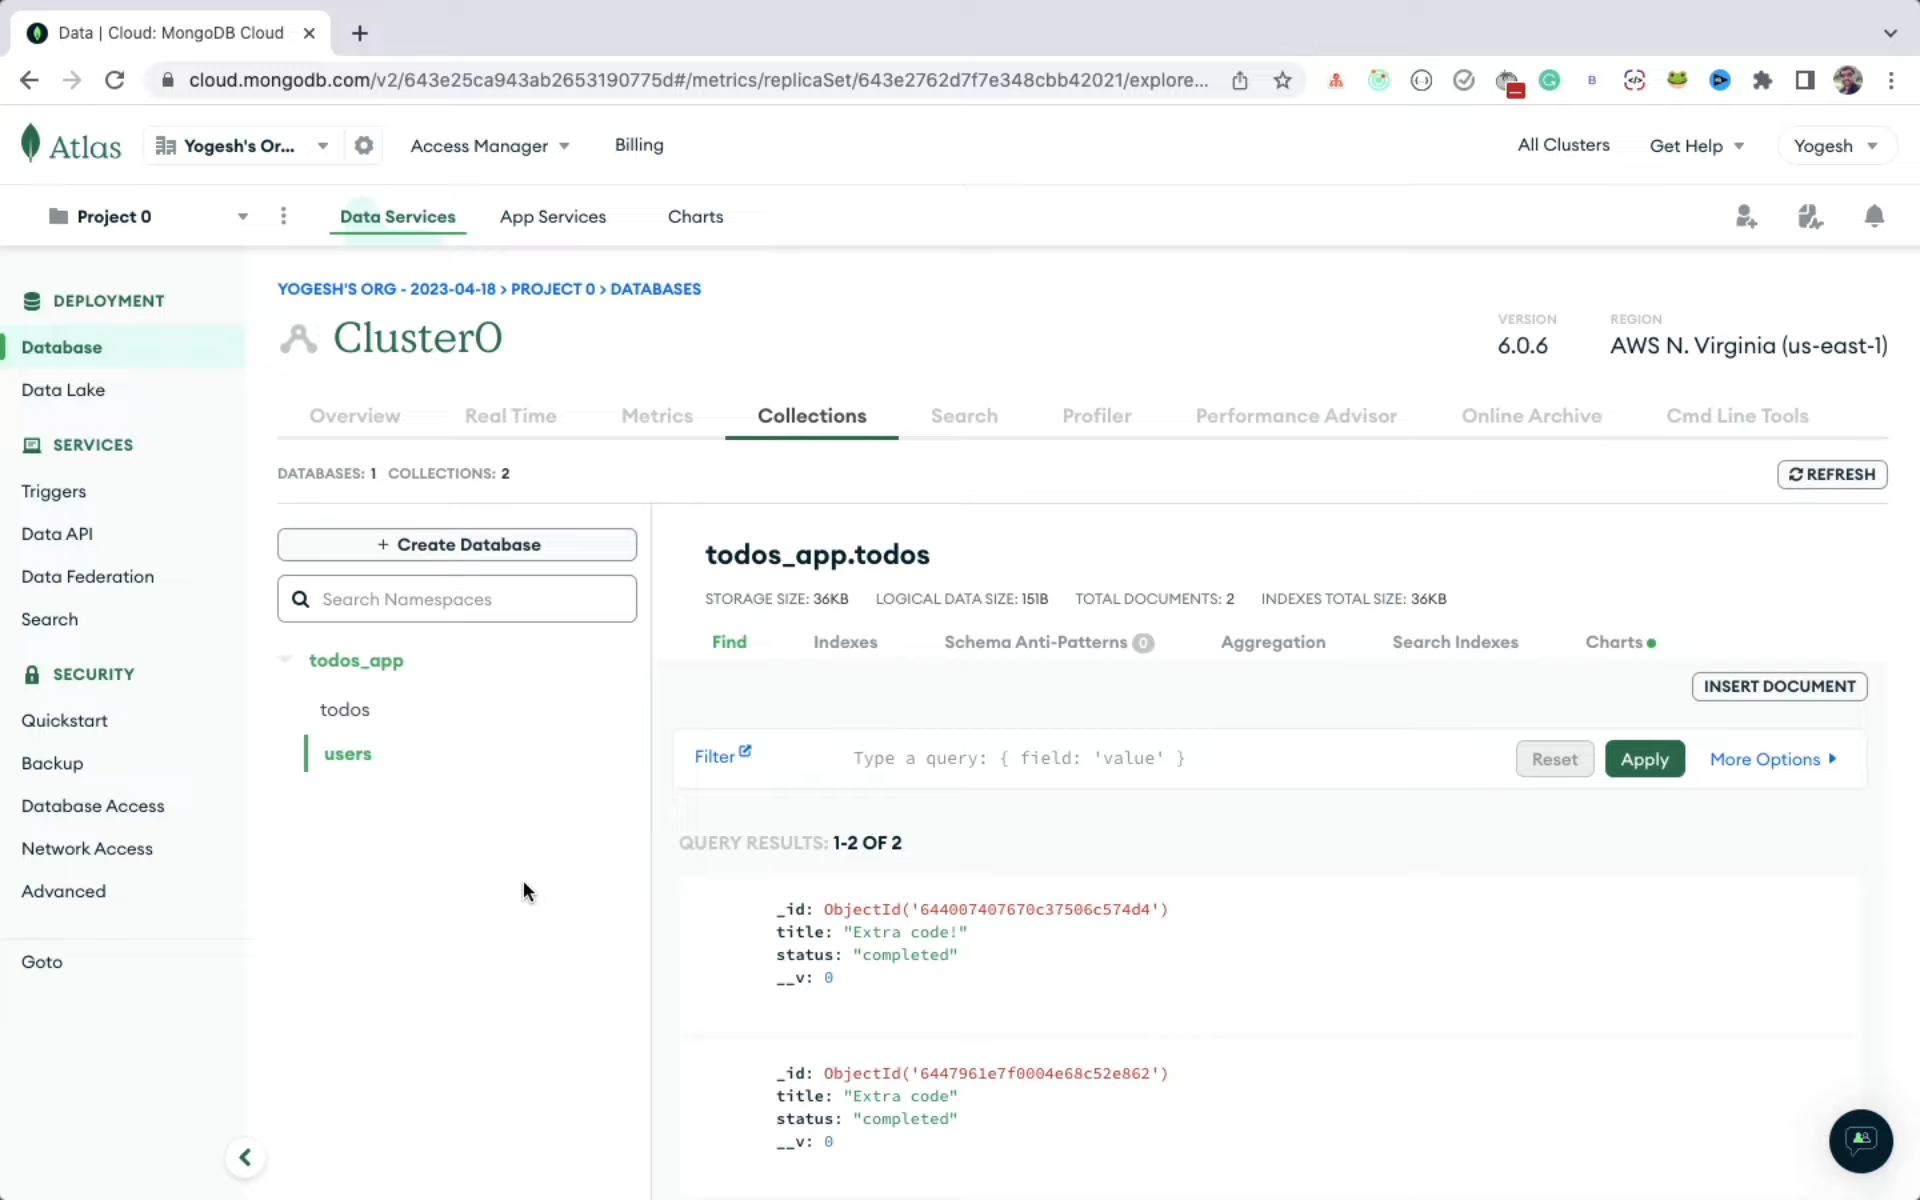 Data | Cloud: MongoDB Cloud
cloud.mongodb.com/v2/643e25ca943ab2653190775d#/metrics/replicaSet/643e2762d7f7e348cbb42021/explore...
Atlas
Yogesh's Or...
Access Manager
Billing
All Clusters
Get Help
Yogesh
Project 0
Data Services
App Services
Charts
DEPLOYMENT
Database
Data Lake
SERVICES
Triggers
Data API
Data Federation
Search
SECURITY
Quickstart
Backup
Database Access
Network Access
Advanced
Goto
YOGESH'S ORG - 2023-04-18 > PROJECT 0 > DATABASES
Cluster0
VERSION
6.0.6
REGION
AWS N. Virginia (us-east-1)
Overview
Real Time
Metrics
Collections
Search
Profiler
Performance Advisor
Online Archive
Cmd Line Tools
DATABASES: 1 COLLECTIONS: 2
REFRESH
+ Create Database
Search Namespaces
todos_app
todos
users
todos_app.todos
STORAGE SIZE: 36KB LOGICAL DATA SIZE: 151B TOTAL DOCUMENTS: 2 INDEXES TOTAL SIZE: 36KB
Find
Indexes
Schema Anti-Patterns 0
Aggregation
Search Indexes
Charts
INSERT DOCUMENT
Filter
Type a query: { field: 'value' }
Reset
Apply
More Options
QUERY RESULTS: 1-2 OF 2
_id: ObjectId('644007407670c37506c574d4')
title: "Extra code!"
status: "completed"
__v: 0
_id: ObjectId('6447961e7f0004e68c52e862')
title: "Extra code"
status: "completed"
__v: 0